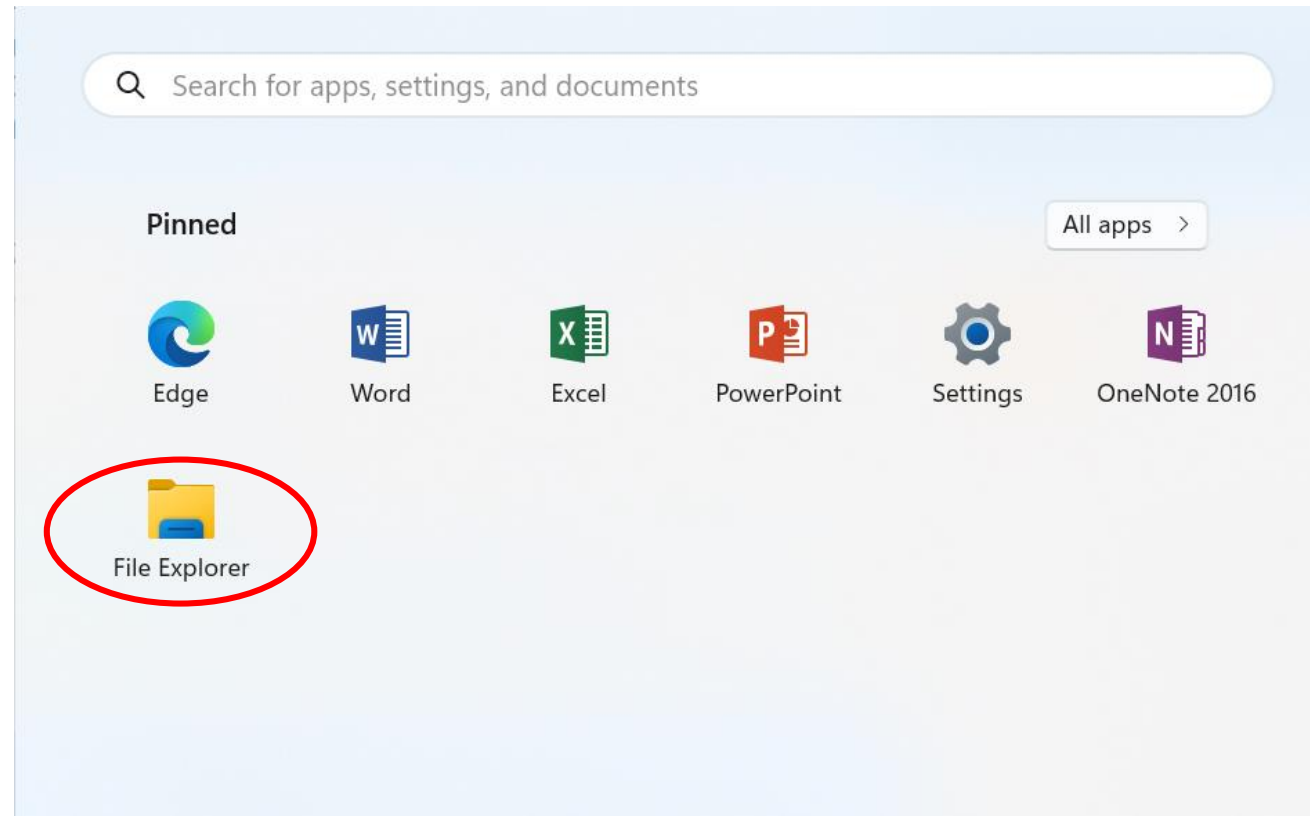 Search for apps, settings, and documents
Pinned
All apps >
Edge
Word
Excel
PowerPoint
Settings
OneNote 2016
File Explorer